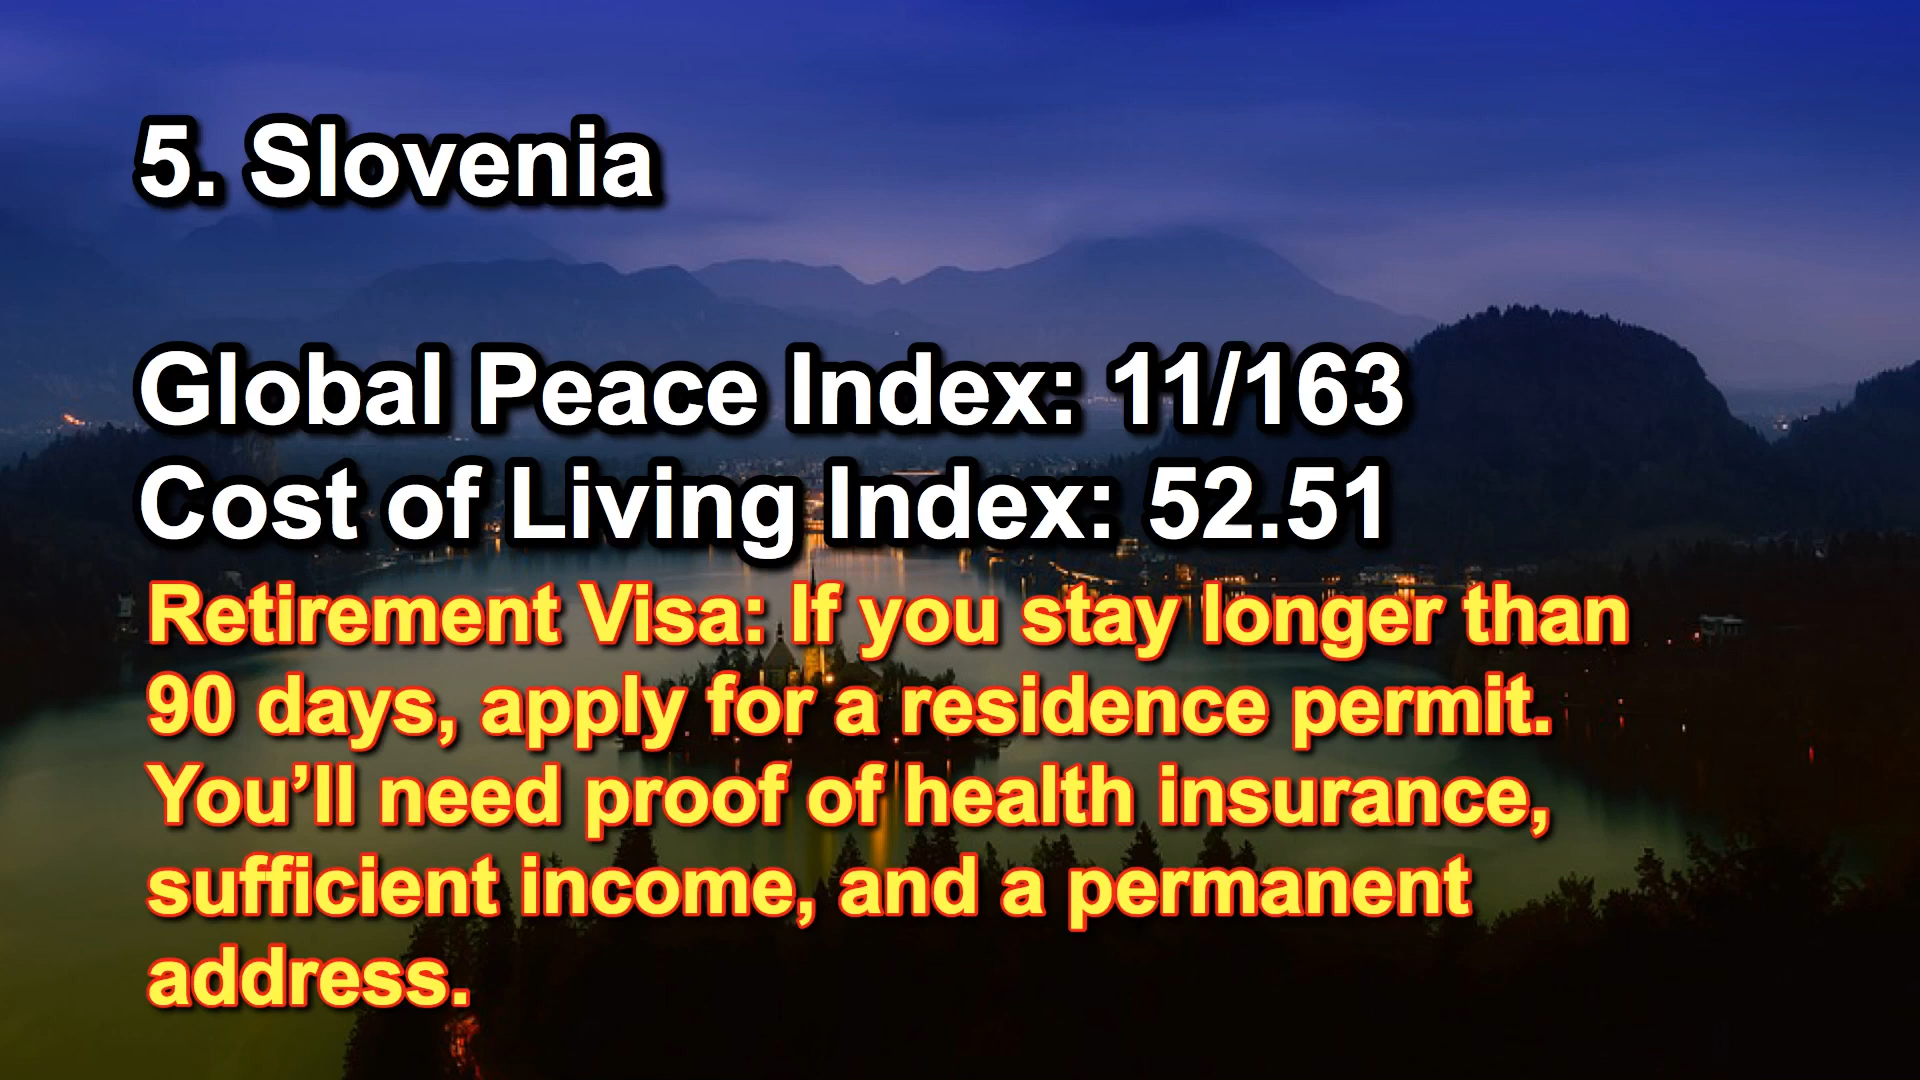 5. Slovenia
Global Peace Index: 11/163
Cost of Living Index: 52.51
Retirement Visa: If you stay longer than
90 days, apply for a residence permit.
You’ll need proof of health insurance,
sufficient income, and a permanent
address.